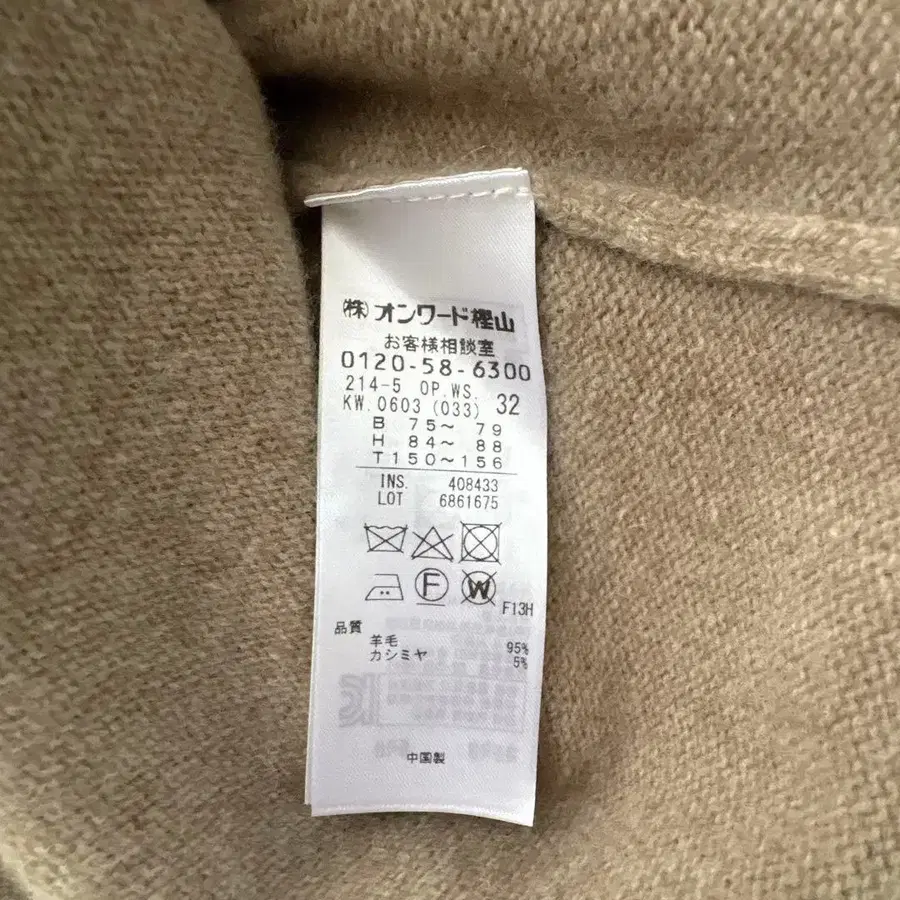 (株)オンワード樫山
お客様相談室
0120-58-6300
214-5 OP.WS. 32
KW.0603 (033)
B 75~ 79
H 84~ 88
T150~156
INS. 408433
LOT 6861675
F
W
F13H
品質
羊毛 95%
カシミヤ 5%
中国製